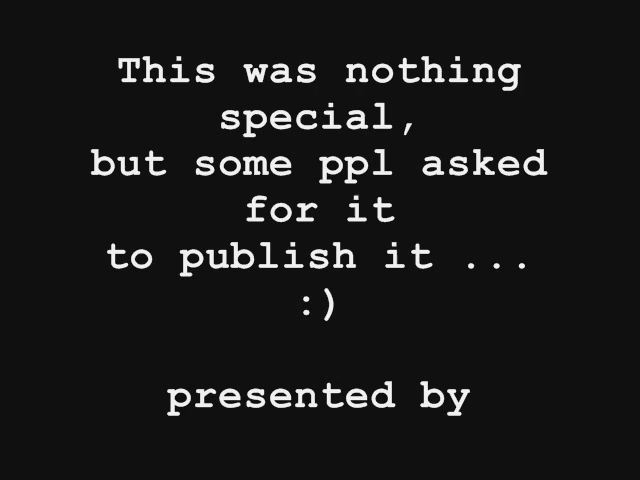 This was nothing
special,
but some ppl asked
for it
to publish it ...
:)
presented by